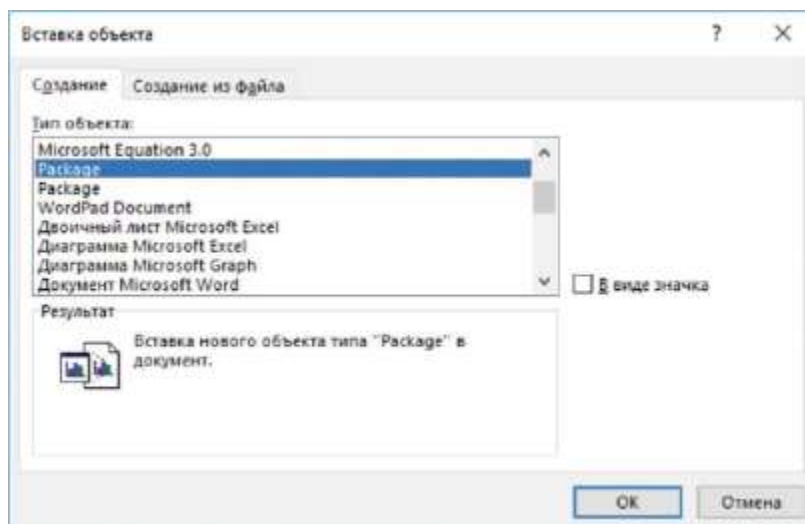 Вставка объекта
?
Создание
Создание из файла
Тип объекта:
Microsoft Equation 3.0
Package
Package
WordPad Document
Двоичный лист Microsoft Excel
Диаграмма Microsoft Excel
Диаграмма Microsoft Graph
Документ Microsoft Word
В виде значка
Результат
Вставка нового объекта типа "Package" в
документ.
OK
Отмена